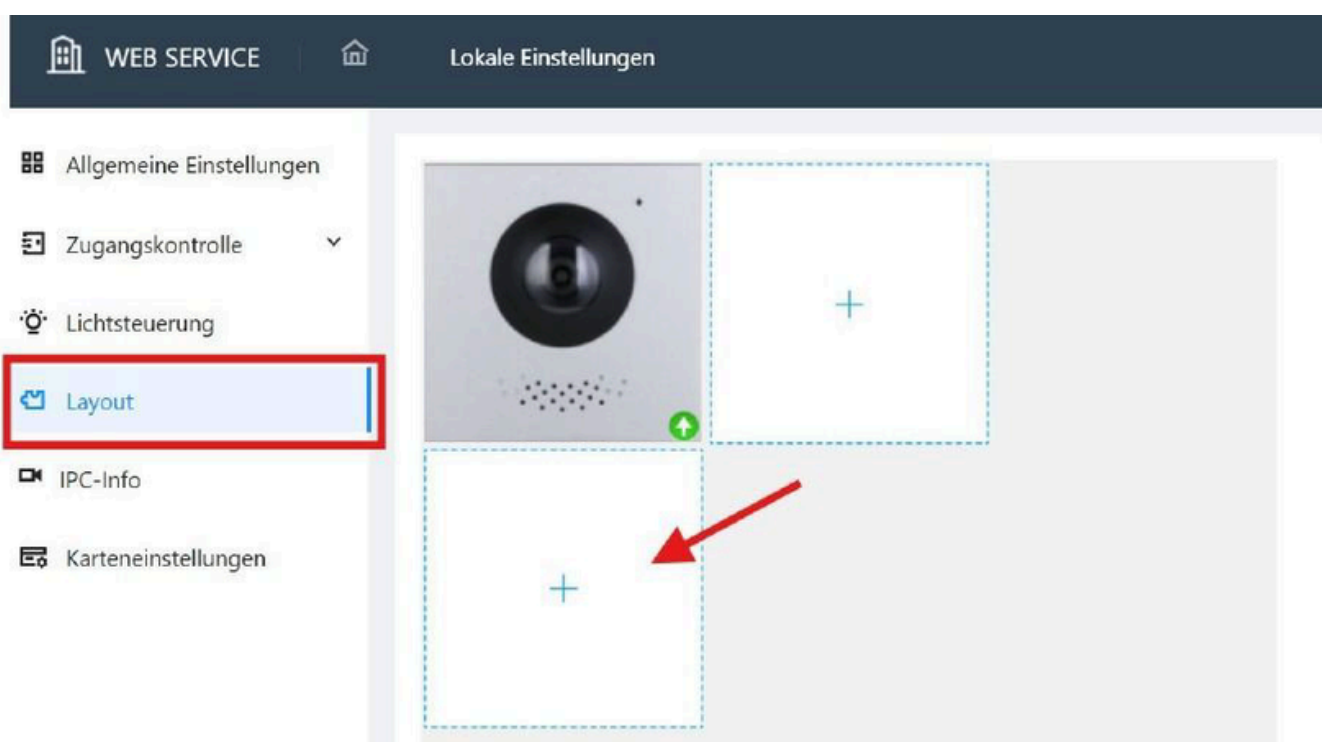 WEB SERVICE
Lokale Einstellungen
Allgemeine Einstellungen
Zugangskontrolle
Lichtsteuerung
Layout
IPC-Info
Karteneinstellungen